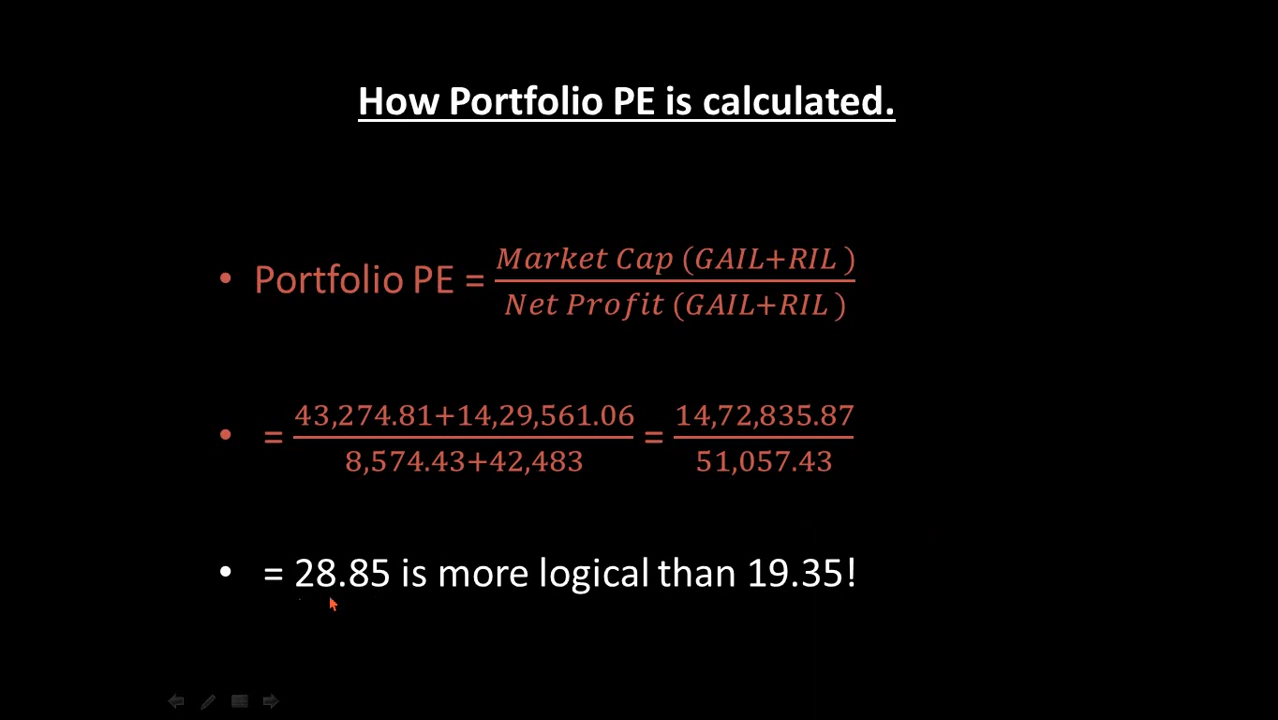 How Portfolio PE is calculated.
• Portfolio PE = Market Cap (GAIL+RIL )
Net Profit (GAIL+RIL )
• = 43,274.81+14,29,561.06 = 14,72,835.87
8,574.43+42,483 51,057.43
• = 28.85 is more logical than 19.35!